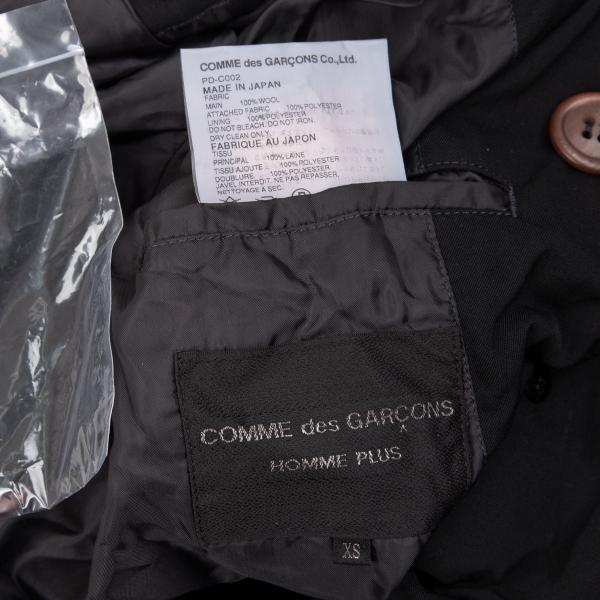 COMME des GARÇONS Co.,Ltd.
PD-C002
MADE IN JAPAN
FABRIC
MAIN 100% WOOL
ATTACHED FABRIC 100% POLYESTER
LINING 100% POLYESTER
DO NOT BLEACH. DO NOT IRON.
DRY CLEAN ONLY.
FABRIQUE AU JAPON
TISSU
PRINCIPAL 100% LAINE
TISSU AJOUTE 100% POLYESTER
DOUBLURE 100% POLYESTER
JAVEL INTERDIT. NE PAS REPASSER.
NETTOYAGE A SEC.
COMME des GARÇONS
HOMME PLUS
XS